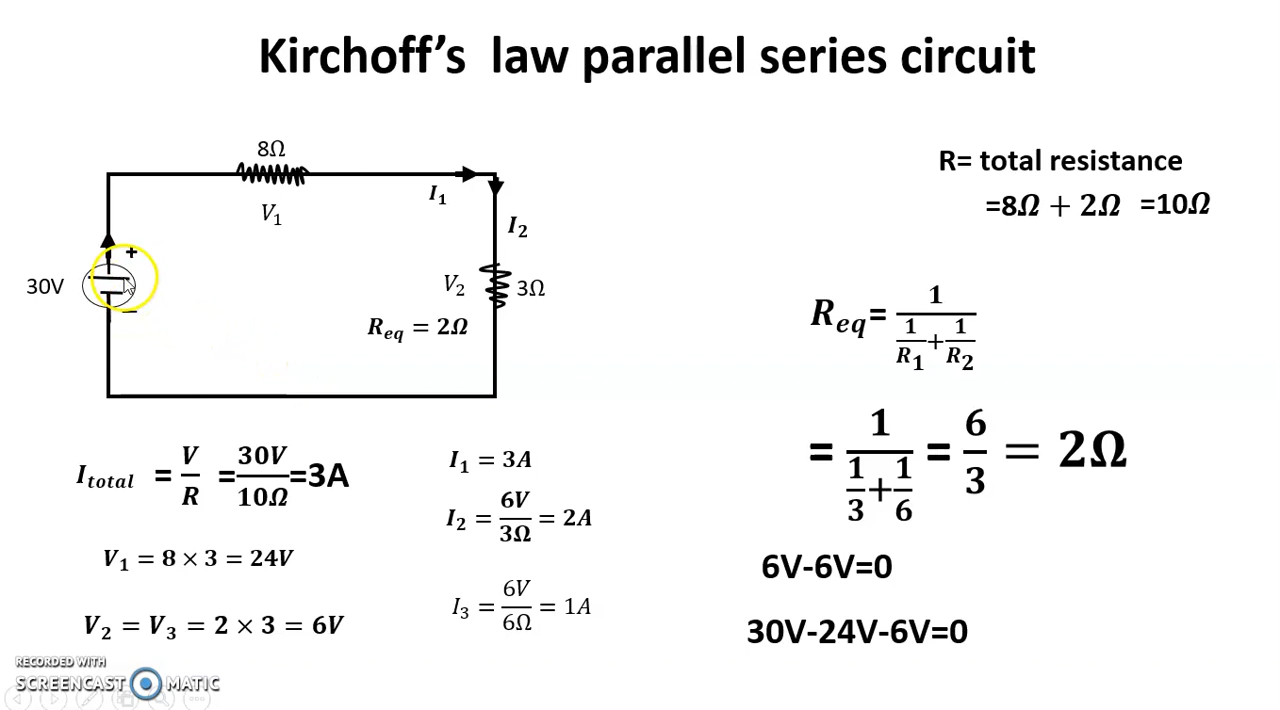 Kirchoff's law parallel series circuit
8Ω
V₁
I₁
I₂
+
30V
V₂
3Ω
R_eq = 2Ω
R= total resistance
=8Ω + 2Ω =10Ω
R_eq= 1/(1/R₁+1/R₂)
= 1/(1/3+1/6) = 6/3 = 2Ω
6V-6V=0
30V-24V-6V=0
I_total = V/R =30V/10Ω=3A
V₁ = 8 × 3 = 24V
V₂ = V₃ = 2 × 3 = 6V
I₁ = 3A
I₂ = 6V/3Ω = 2A
I₃ = 6V/6Ω = 1A
RECORDED WITH
SCREENCAST MATIC